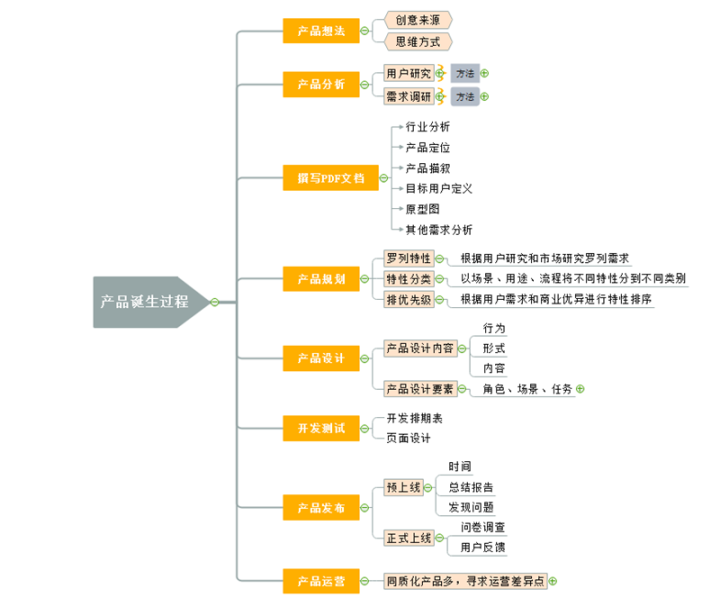 产品诞生过程
产品想法
创意来源
思维方式
产品分析
用户研究
方法
需求调研
方法
撰写PDF文档
行业分析
产品定位
产品描叙
目标用户定义
原型图
其他需求分析
产品规划
罗列特性
根据用户研究和市场研究罗列需求
特性分类
以场景、用途、流程将不同特性分到不同类别
排优先级
根据用户需求和商业优异进行特性排序
产品设计
产品设计内容
行为
形式
内容
产品设计要素
角色、场景、任务
开发测试
开发排期表
页面设计
产品发布
预上线
时间
总结报告
发现问题
正式上线
问卷调查
用户反馈
产品运营
同质化产品多，寻求运营差异点